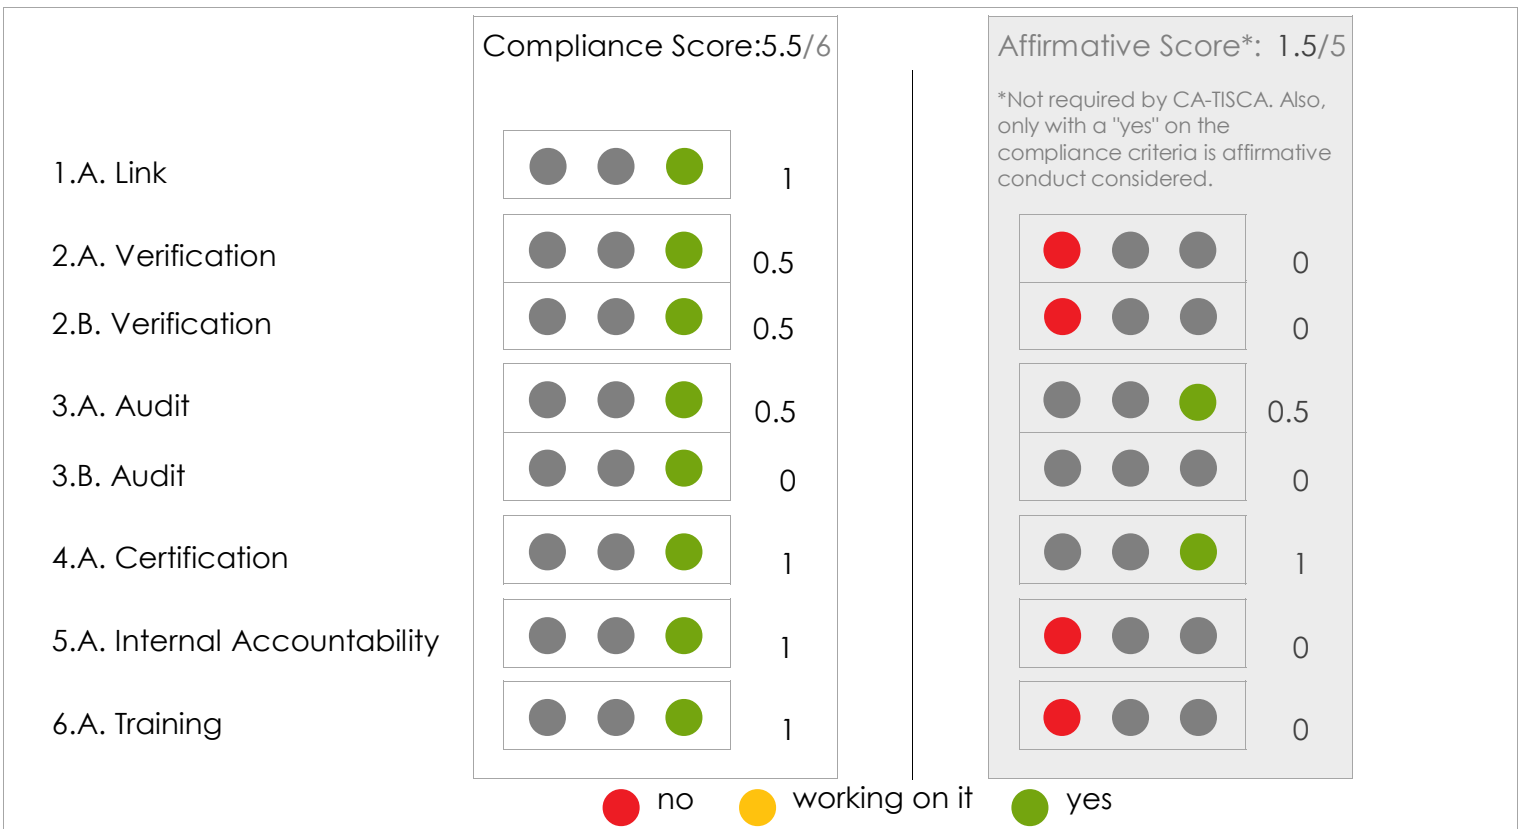 Compliance Score:5.5/6
Affirmative Score*: 1.5/5
*Not required by CA-TISCA. Also,
only with a "yes" on the
compliance criteria is affirmative
conduct considered.
1.A. Link 1
2.A. Verification 0.5 0
2.B. Verification 0.5 0
3.A. Audit 0.5 0.5
3.B. Audit 0 0
4.A. Certification 1 1
5.A. Internal Accountability 1 0
6.A. Training 1 0
no working on it yes